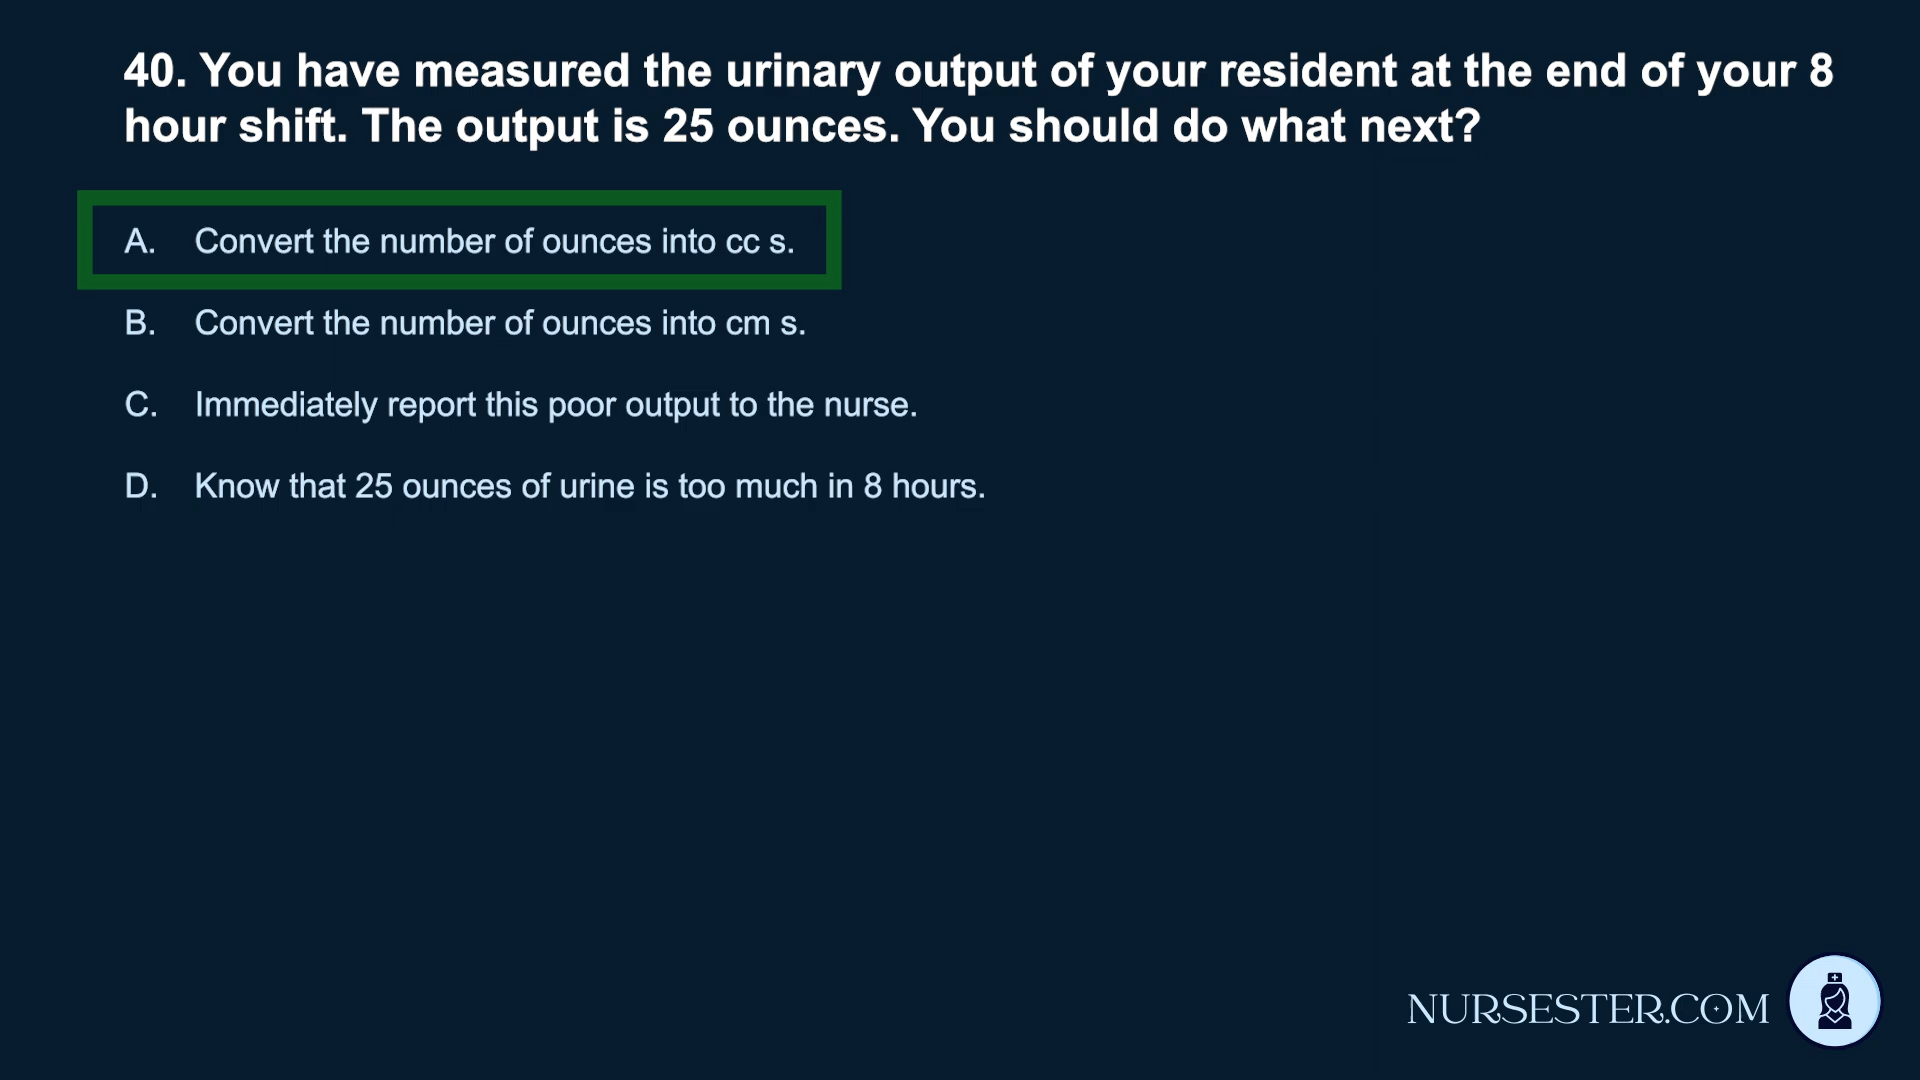 40. You have measured the urinary output of your resident at the end of your 8
hour shift. The output is 25 ounces. You should do what next?
A. Convert the number of ounces into cc s.
B. Convert the number of ounces into cm s.
C. Immediately report this poor output to the nurse.
D. Know that 25 ounces of urine is too much in 8 hours.
NURSESTER.COM